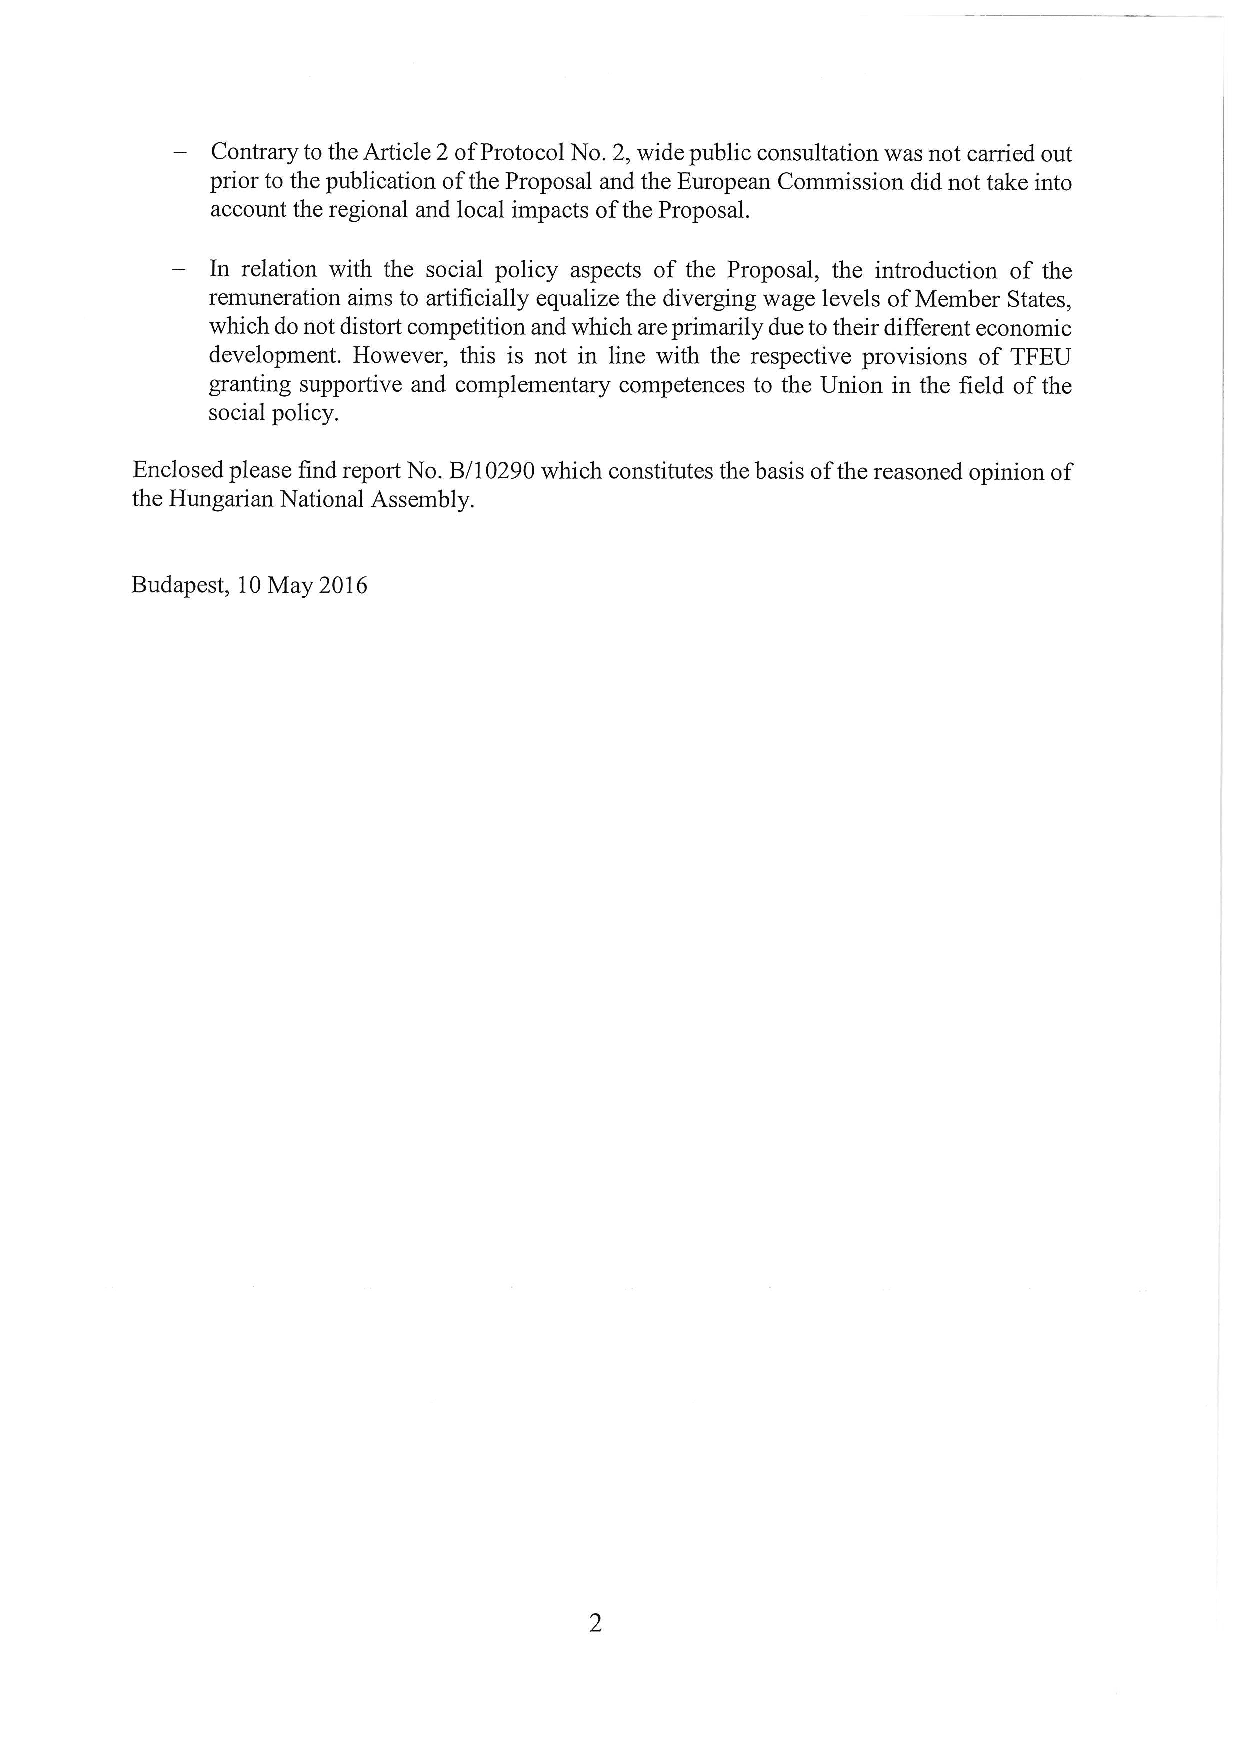 – Contrary to the Article 2 of Protocol No. 2, wide public consultation was not carried out
prior to the publication of the Proposal and the European Commission did not take into
account the regional and local impacts of the Proposal.
– In relation with the social policy aspects of the Proposal, the introduction of the
remuneration aims to artificially equalize the diverging wage levels of Member States,
which do not distort competition and which are primarily due to their different economic
development. However, this is not in line with the respective provisions of TFEU
granting supportive and complementary competences to the Union in the field of the
social policy.
Enclosed please find report No. B/10290 which constitutes the basis of the reasoned opinion of
the Hungarian National Assembly.
Budapest, 10 May 2016
2